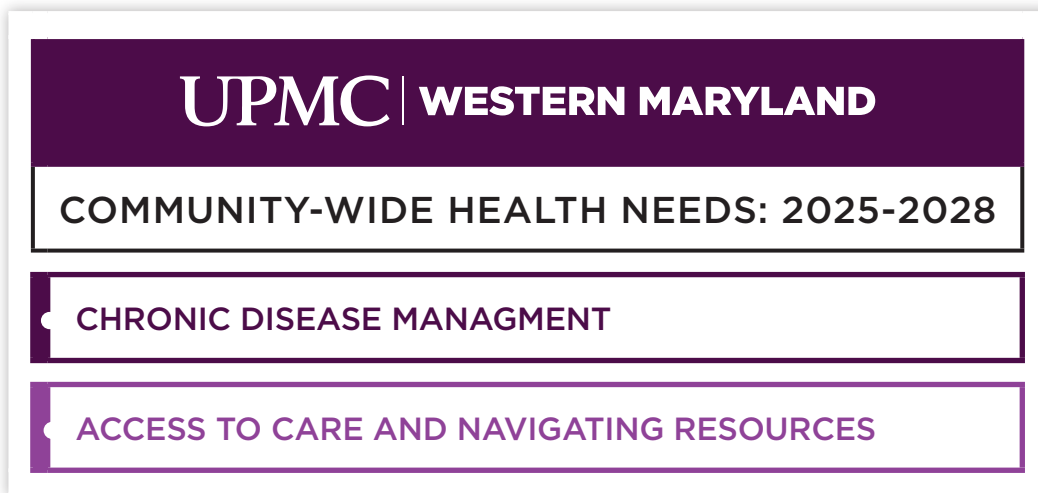 UPMC | WESTERN MARYLAND
COMMUNITY-WIDE HEALTH NEEDS: 2025-2028
CHRONIC DISEASE MANAGMENT
ACCESS TO CARE AND NAVIGATING RESOURCES